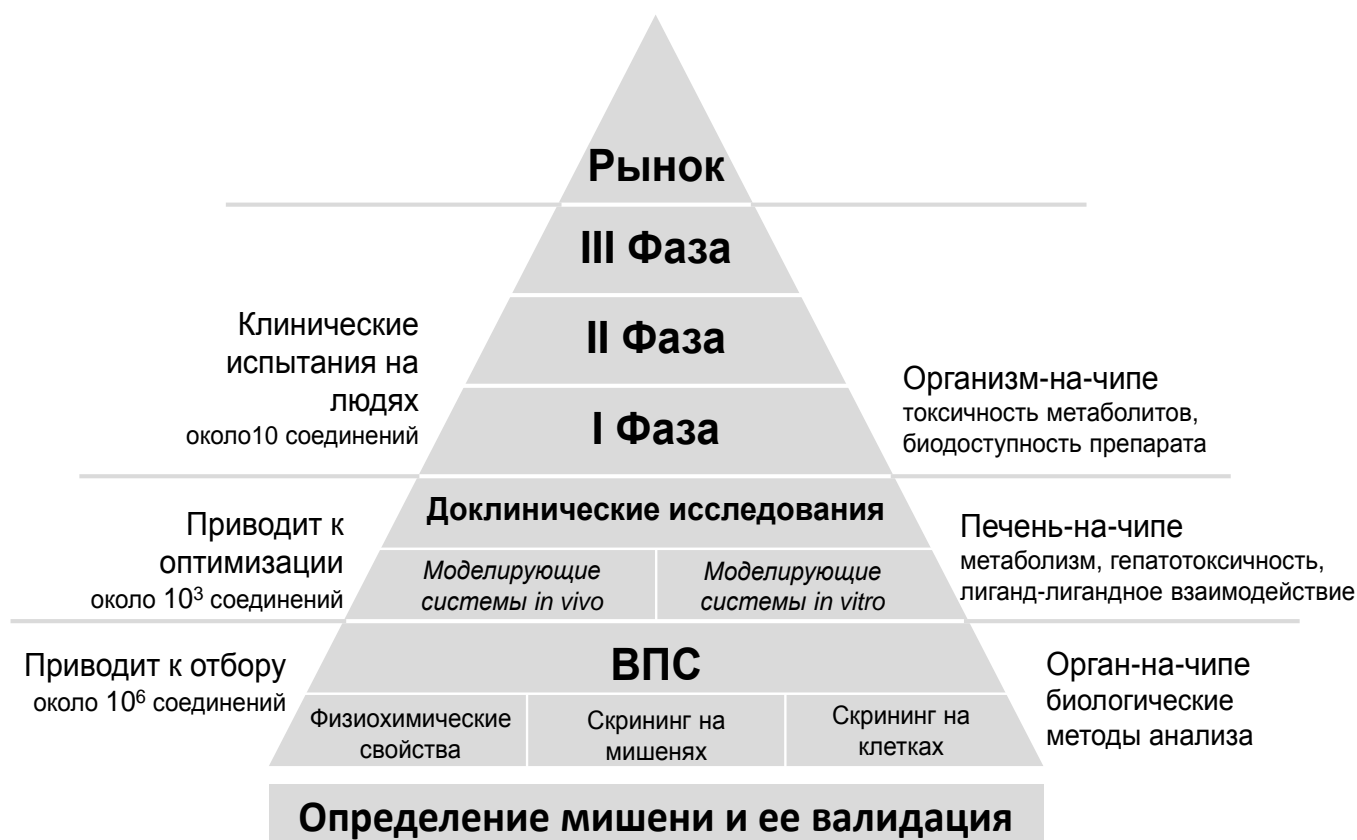 Рынок
III Фаза
II Фаза
I Фаза
Клинические
испытания на
людях
около10 соединений
Организм-на-чипе
токсичность метаболитов,
биодоступность препарата
Доклинические исследования
Моделирующие
системы in vivo
Моделирующие
системы in vitro
Приводит к
оптимизации
около 10³ соединений
Печень-на-чипе
метаболизм, гепатотоксичность,
лиганд-лигандное взаимодействие
ВПС
Приводит к отбору
около 10⁶ соединений
Физиохимические
свойства
Скрининг на
мишенях
Скрининг на
клетках
Орган-на-чипе
биологические
методы анализа
Определение мишени и ее валидация